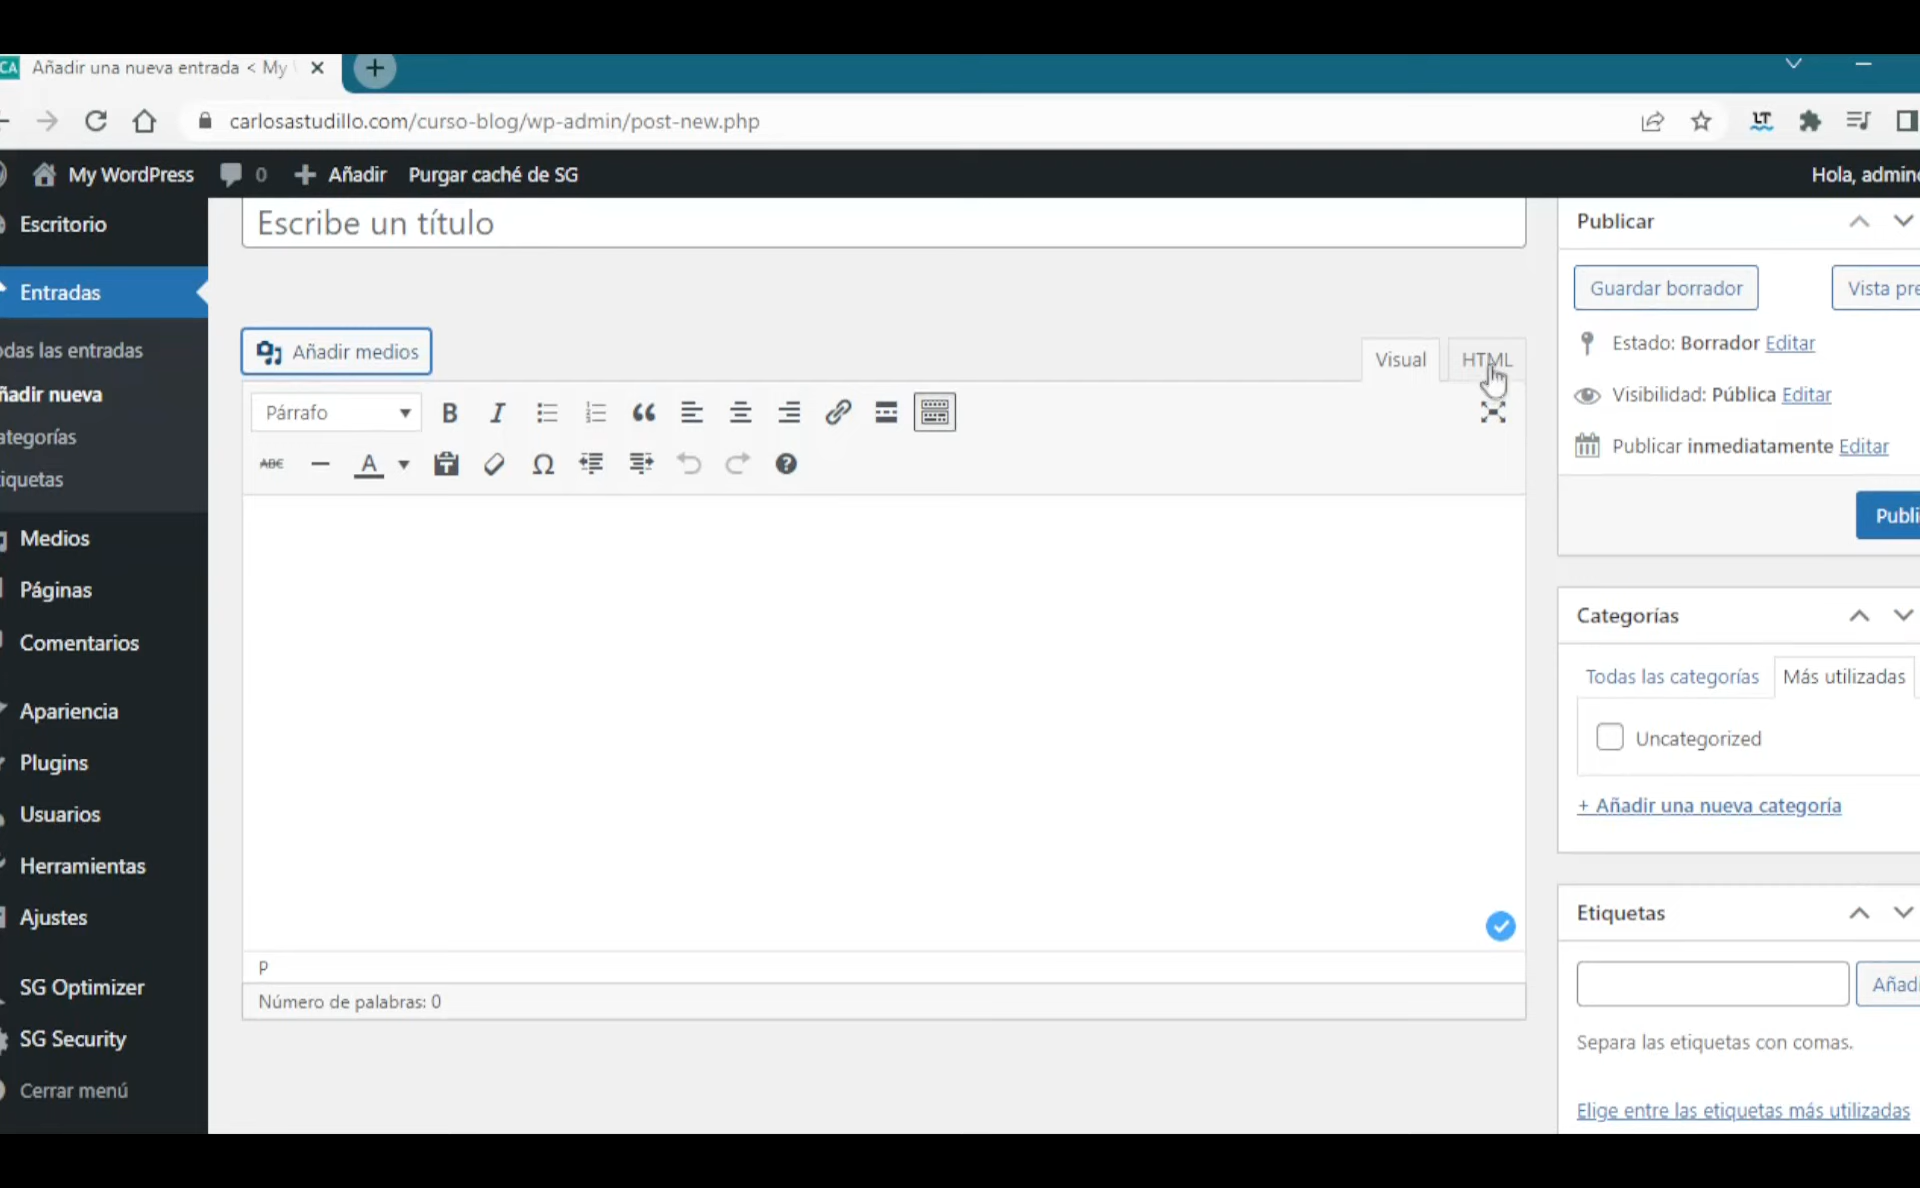 CA Añadir una nueva entrada < My
carlosastudillo.com/curso-blog/wp-admin/post-new.php
LT
My WordPress 0 + Añadir Purgar caché de SG Hola, admin
Escritorio
Entradas
odas las entradas
ñadir nueva
ategorías
iquetas
Medios
Páginas
Comentarios
Apariencia
Plugins
Usuarios
Herramientas
Ajustes
SG Optimizer
SG Security
Cerrar menú
Escribe un título
Añadir medios
Visual HTML
Párrafo B I
ABC A Ω
p
Número de palabras: 0
Publicar
Guardar borrador Vista pre
Estado: Borrador Editar
Visibilidad: Pública Editar
Publicar inmediatamente Editar
Publi
Categorías
Todas las categorías Más utilizadas
Uncategorized
+ Añadir una nueva categoría
Etiquetas
Añadi
Separa las etiquetas con comas.
Elige entre las etiquetas más utilizadas